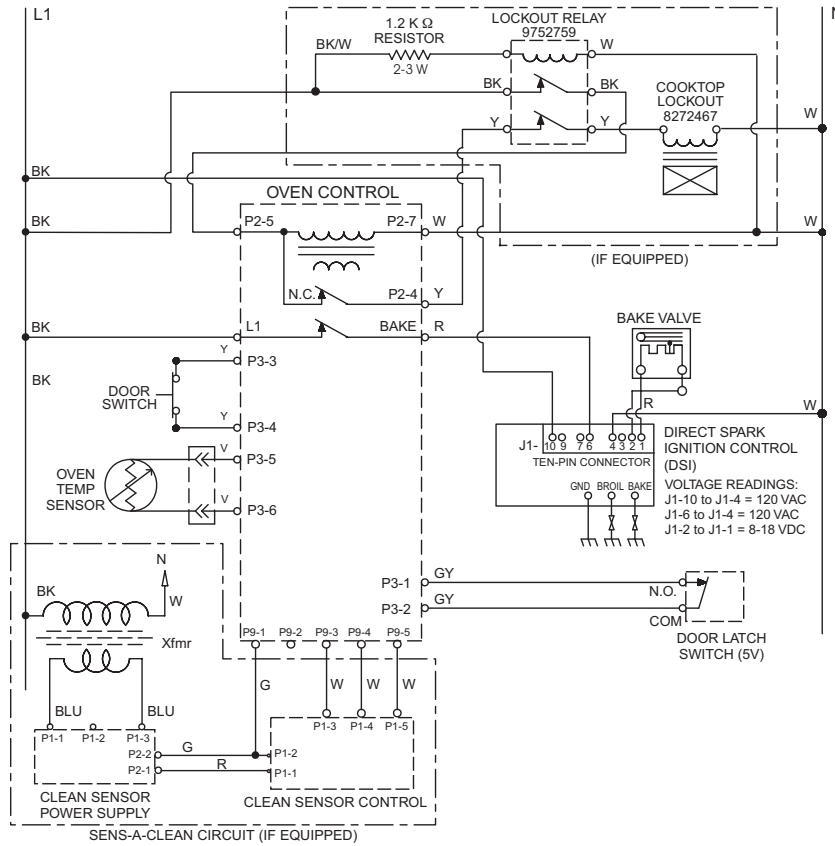 L1
N
1.2 K Ω
RESISTOR
2-3 W
LOCKOUT RELAY
9752759
BK/W
W
BK
BK
Y
Y
COOKTOP
LOCKOUT
8272467
W
BK
OVEN CONTROL
BK
P2-5
P2-7
W
W
(IF EQUIPPED)
N.C.
P2-4
Y
BK
L1
BAKE
R
BAKE VALVE
Y
P3-3
BK
DOOR
SWITCH
Y
P3-4
R
W
V
P3-5
OVEN
TEMP
SENSOR
V
P3-6
J1-
10 9 7 6 4 3 2 1
TEN-PIN CONNECTOR
GND BROIL BAKE
DIRECT SPARK
IGNITION CONTROL
(DSI)
VOLTAGE READINGS:
J1-10 to J1-4 = 120 VAC
J1-6 to J1-4 = 120 VAC
J1-2 to J1-1 = 8-18 VDC
N
BK
W
Xfmr
P3-1
GY
P3-2
GY
N.O.
COM
DOOR LATCH
SWITCH (5V)
P9-1 P9-2 P9-3 P9-4 P9-5
G
W
W
W
BLU
BLU
P1-1 P1-2 P1-3
P2-2
G
P2-1
R
P1-3 P1-4 P1-5
P1-2
P1-1
CLEAN SENSOR
POWER SUPPLY
CLEAN SENSOR CONTROL
SENS-A-CLEAN CIRCUIT (IF EQUIPPED)